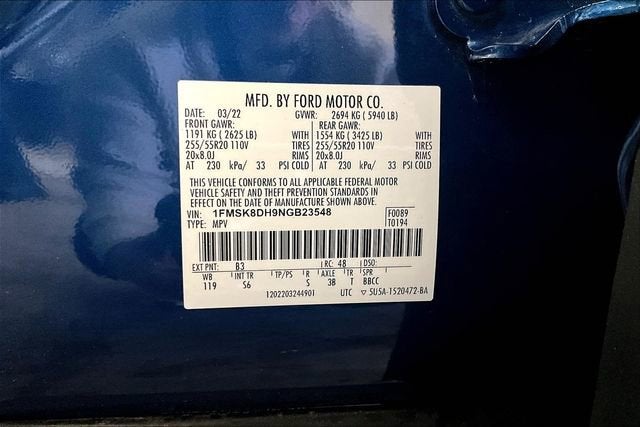 MFD. BY FORD MOTOR CO.
DATE: 03/22 GVWR: 2694 KG ( 5940 LB)
FRONT GAWR: REAR GAWR:
1191 KG ( 2625 LB) WITH 1554 KG ( 3425 LB) WITH
255/55R20 110V TIRES 255/55R20 110V TIRES
20x8.0J RIMS 20x8.0J RIMS
AT 230 kPa/ 33 PSI COLD AT 230 kPa/ 33 PSI COLD
THIS VEHICLE CONFORMS TO ALL APPLICABLE FEDERAL MOTOR
VEHICLE SAFETY AND THEFT PREVENTION STANDARDS IN
EFFECT ON THE DATE OF MANUFACTURE SHOWN ABOVE.
VIN: 1FMSK8DH9NGB23548 F0089
TYPE: MPV T0194
EXT PNT: B3 RC: 48 DSO:
WB INT TR TP/PS R AXLE TR SPR
119 S6 S 3B T BBCC
1202203244901 UTC ▽ 5U5A-1520472-BA